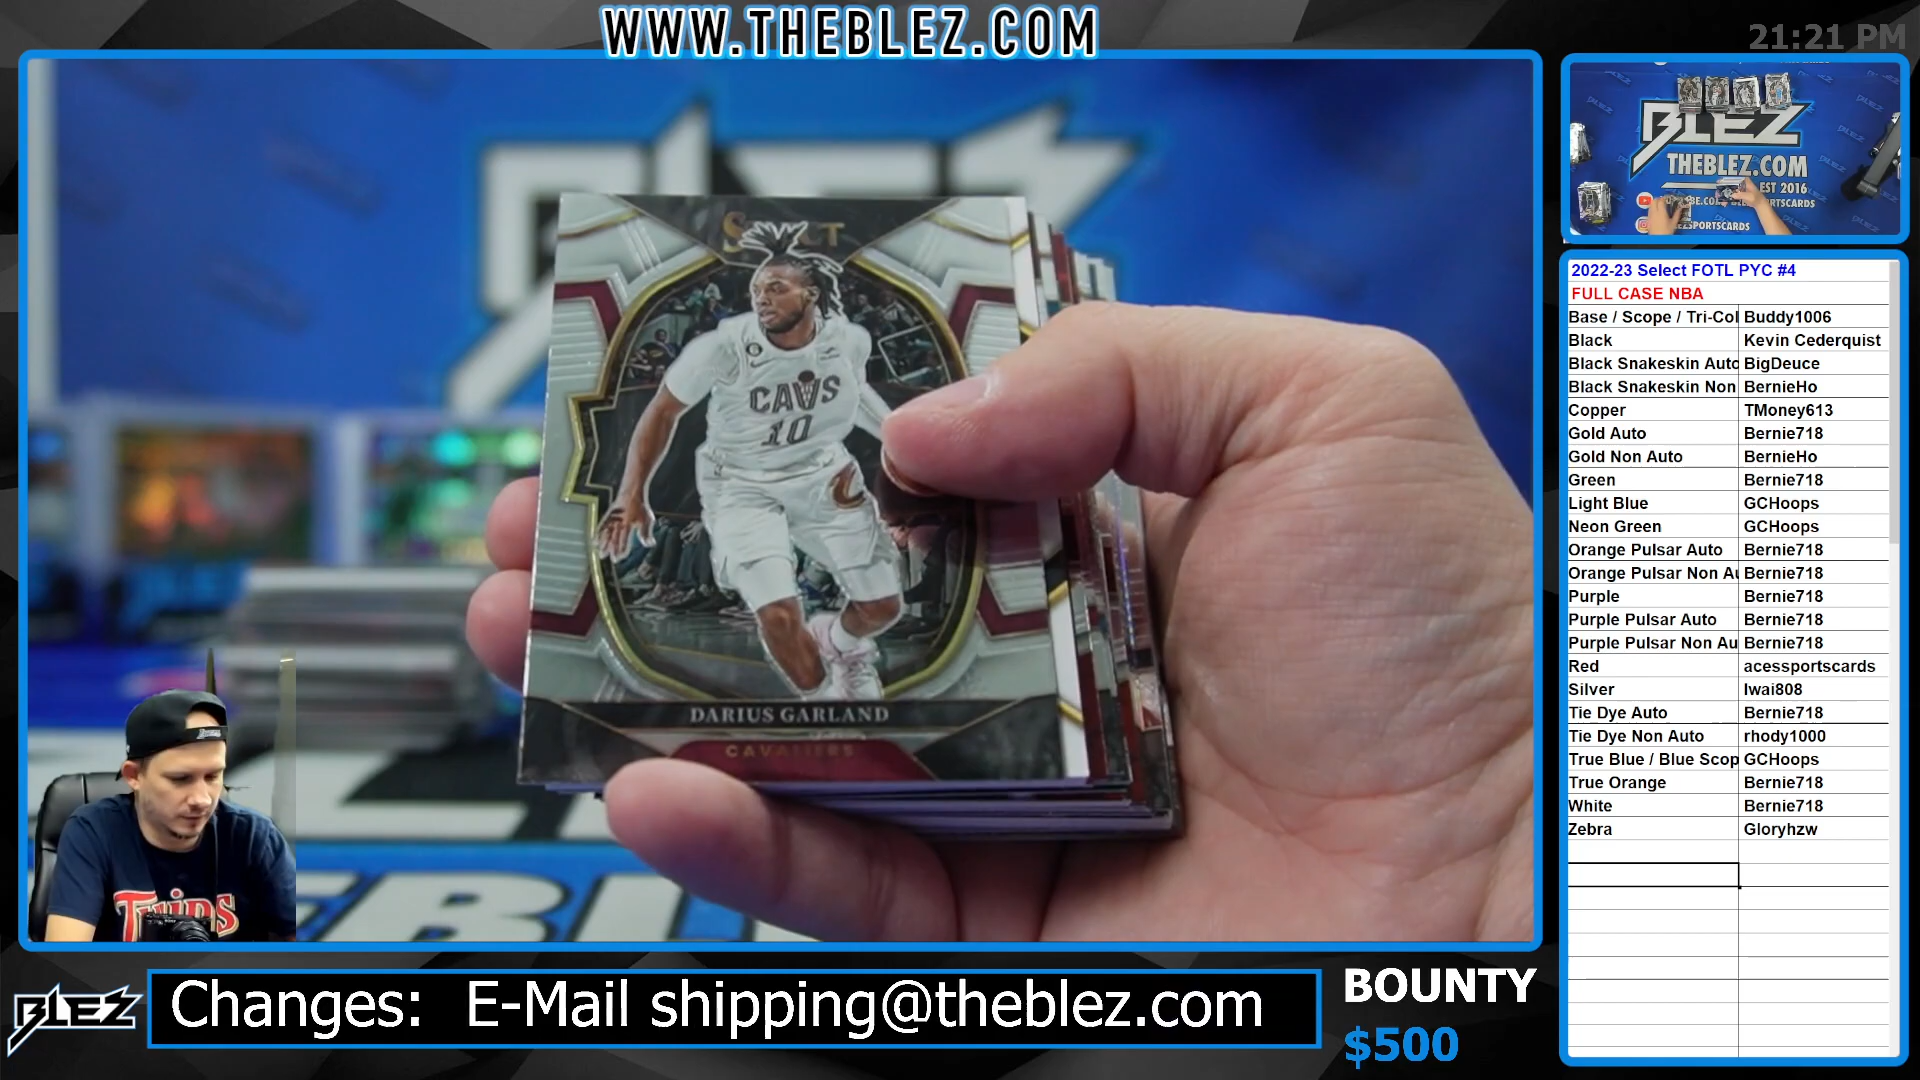 WWW.THEBLEZ.COM
21:21 PM
BLEZ
SELECT
CAVS
10
DARIUS GARLAND
CAVALIERS
Twins
BLEZ
THEBLEZ.COM
EST 2016
2022-23 Select FOTL PYC #4
FULL CASE NBA
Base / Scope / Tri-Col Buddy1006
Black Kevin Cederquist
Black Snakeskin Auto BigDeuce
Black Snakeskin Non BernieHo
Copper TMoney613
Gold Auto Bernie718
Gold Non Auto BernieHo
Green Bernie718
Light Blue GCHoops
Neon Green GCHoops
Orange Pulsar Auto Bernie718
Orange Pulsar Non Au Bernie718
Purple Bernie718
Purple Pulsar Auto Bernie718
Purple Pulsar Non Au Bernie718
Red acessportscards
Silver Iwai808
Tie Dye Auto Bernie718
Tie Dye Non Auto rhody1000
True Blue / Blue Scop GCHoops
True Orange Bernie718
White Bernie718
Zebra Gloryhzw
BLEZ
Changes: E-Mail shipping@theblez.com
BOUNTY
$500